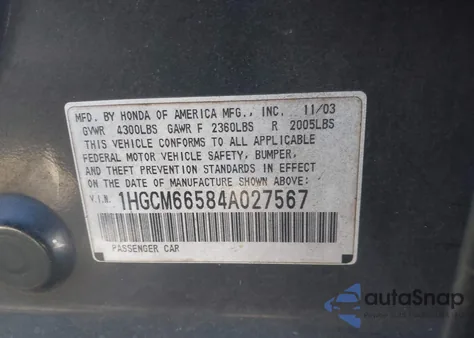 MFD. BY HONDA OF AMERICA MFG., INC. 11/03
GVWR 4300LBS GAWR F 2360LBS R 2005LBS
THIS VEHICLE CONFORMS TO ALL APPLICABLE
FEDERAL MOTOR VEHICLE SAFETY, BUMPER,
AND THEFT PREVENTION STANDARDS IN EFFECT
ON THE DATE OF MANUFACTURE SHOWN ABOVE:
V.I.N. 1HGCM66584A027567
PASSENGER CAR
autoSnap